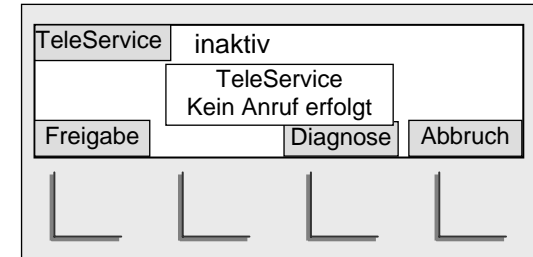 TeleService inaktiv
TeleService
Kein Anruf erfolgt
Freigabe Diagnose Abbruch